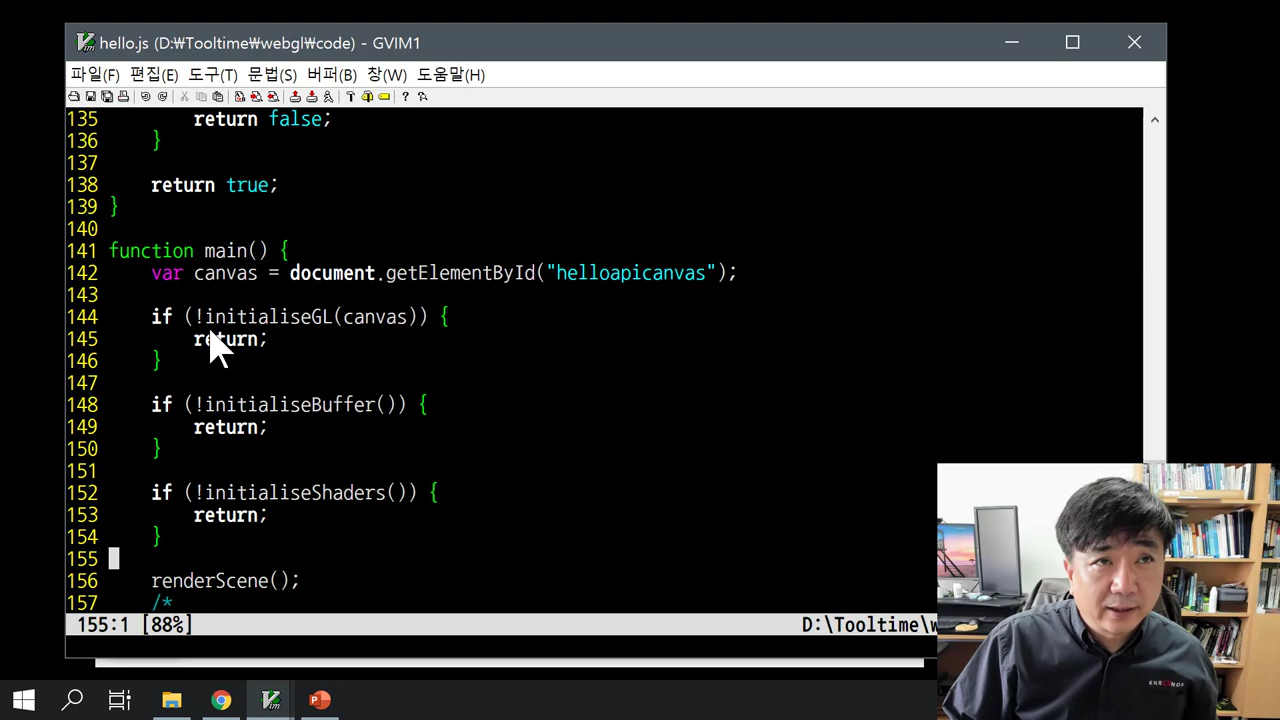 hello.js (D:₩Tooltime₩webgl₩code) - GVIM1
파일(F) 편집(E) 도구(T) 문법(S) 버퍼(B) 창(W) 도움말(H)
135 return false;
136 }
137
138 return true;
139 }
140
141 function main() {
142 var canvas = document.getElementById("helloapicanvas");
143
144 if (!initialiseGL(canvas)) {
145 return;
146 }
147
148 if (!initialiseBuffer()) {
149 return;
150 }
151
152 if (!initialiseShaders()) {
153 return;
154 }
155
156 renderScene();
157 /*
155:1 [88%] D:\Tooltime\w